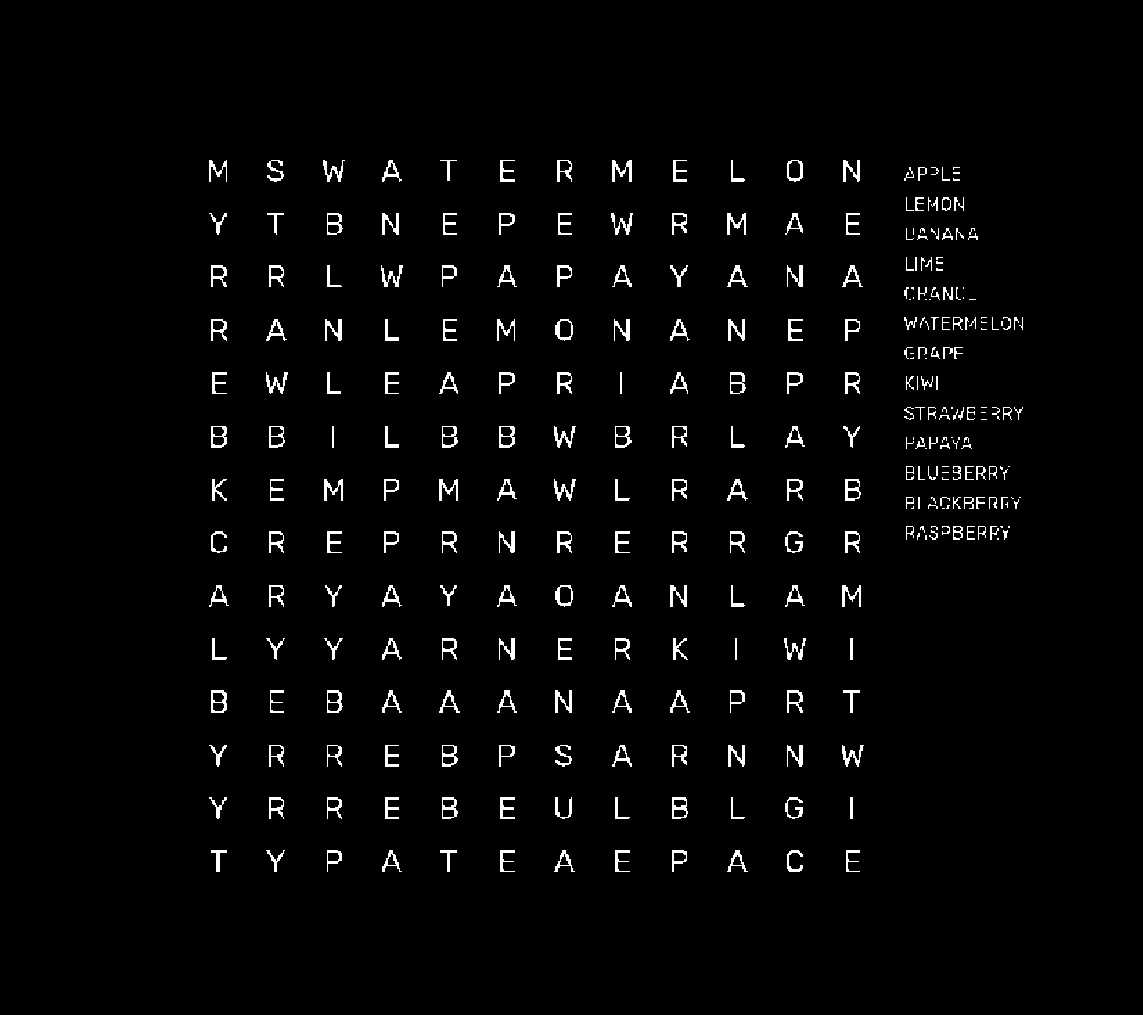 M S W A T E R M E L O N
Y T B N E P E W R M A E
R R L W P A P A Y A N A
R A N L E M O N A N E P
E W L E A P R I A B P R
B B I L B B W B R L A Y
K E M P M A W L R A R B
C R E P R N R E R R G R
A R Y A Y A O A N L A M
L Y Y A R N E R K I W I
B E B A A A N A A P R T
Y R R E B P S A R N N W
Y R R E B E U L B L G I
T Y P A T E A E P A C E
APPLE
LEMON
BANANA
LIME
ORANGE
WATERMELON
GRAPE
KIWI
STRAWBERRY
PAPAYA
BLUEBERRY
BLACKBERRY
RASPBERRY